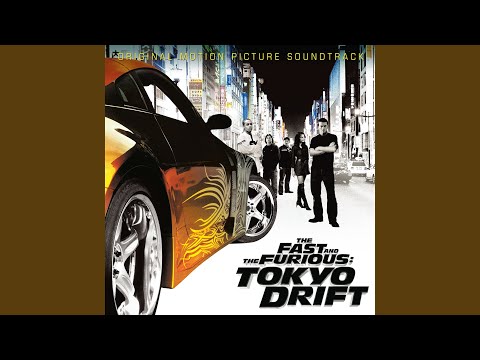 ORIGINAL MOTION PICTURE SOUNDTRACK
THE
FAST AND
THE FURIOUS:
TOKYO
DRIFT